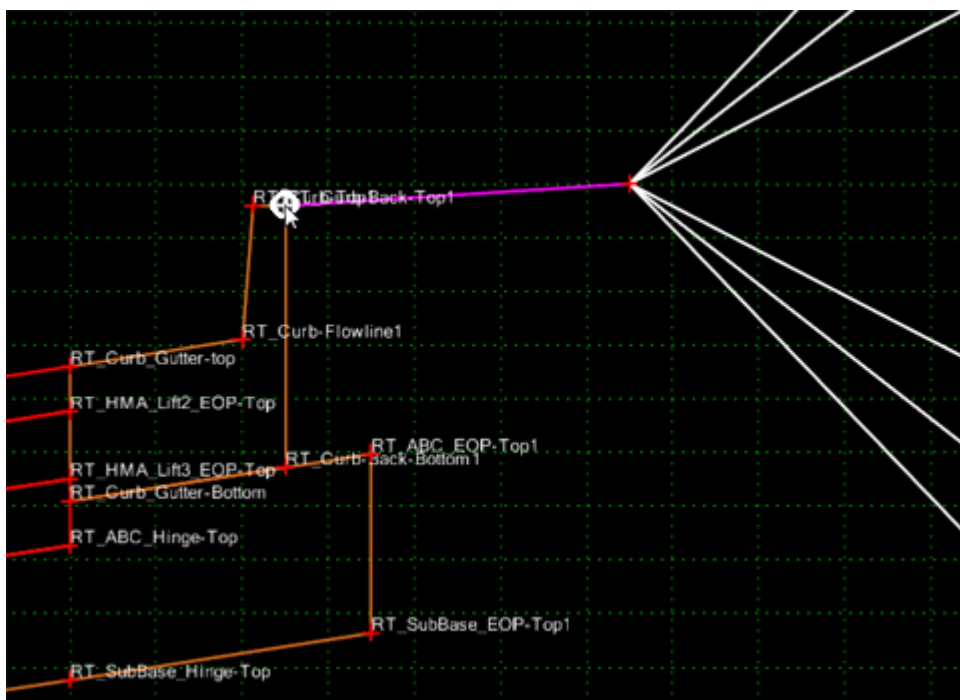 RT_Curb-Back-Top1
RT_Curb-Flowline1
RT_Curb_Gutter-top
RT_HMA_Lift2_EOP-Top
RT_ABC_EOP-Top1
RT_Curb-Back-Bottom1
RT_HMA_Lift3_EOP-Top
RT_Curb_Gutter-Bottom
RT_ABC_Hinge-Top
RT_SubBase_EOP-Top1
RT_SubBase_Hinge-Top